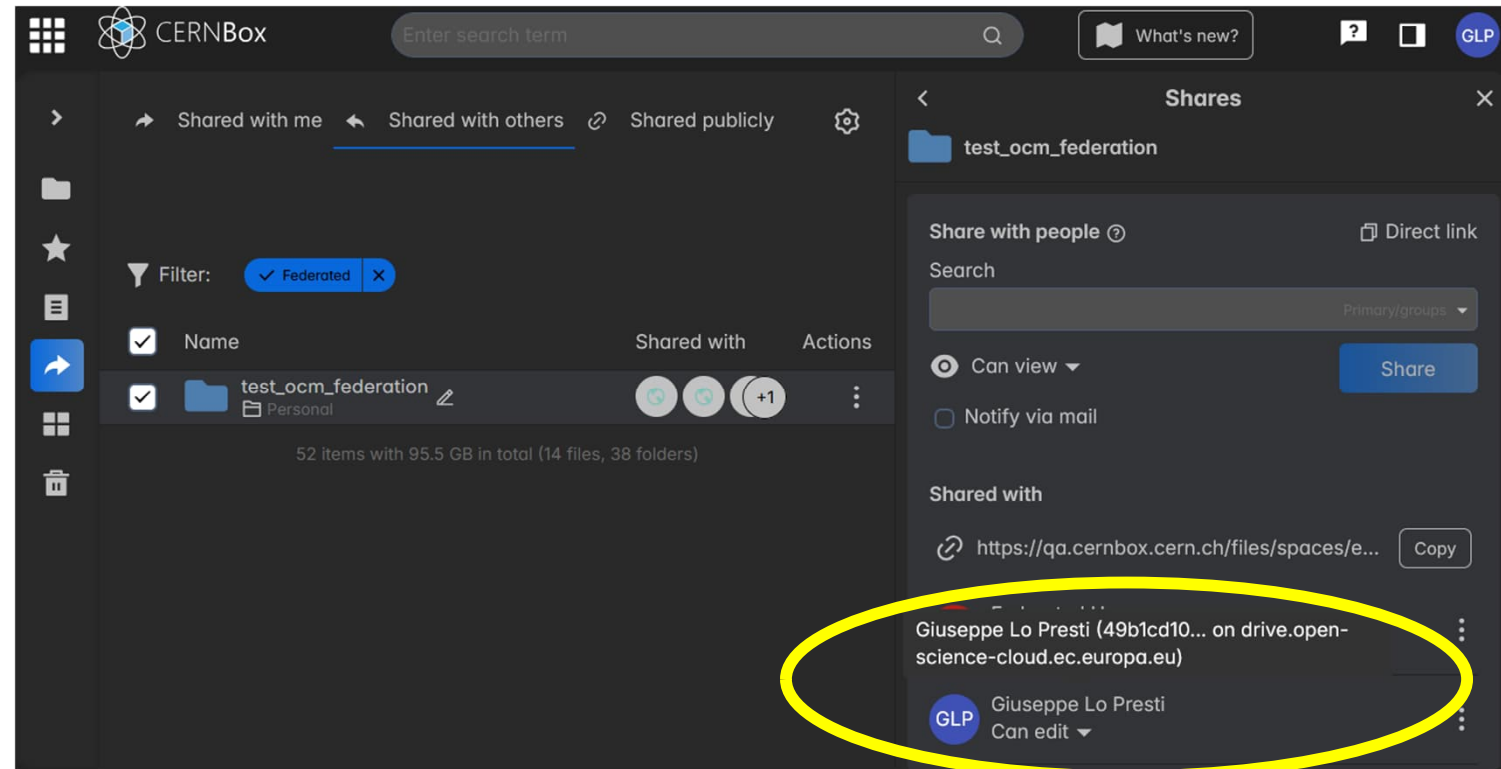 CERNBox
Enter search term
What's new?
?
GLP
Shared with me
Shared with others
Shared publicly
Filter:
Federated
Name
Shared with
Actions
test_ocm_federation
Personal
+1
52 items with 95.5 GB in total (14 files, 38 folders)
Shares
test_ocm_federation
Share with people
Direct link
Search
Primary/groups
Can view
Share
Notify via mail
Shared with
https://qa.cernbox.cern.ch/files/spaces/e...
Copy
Giuseppe Lo Presti (49b1cd10... on drive.open-
science-cloud.ec.europa.eu)
GLP
Giuseppe Lo Presti
Can edit